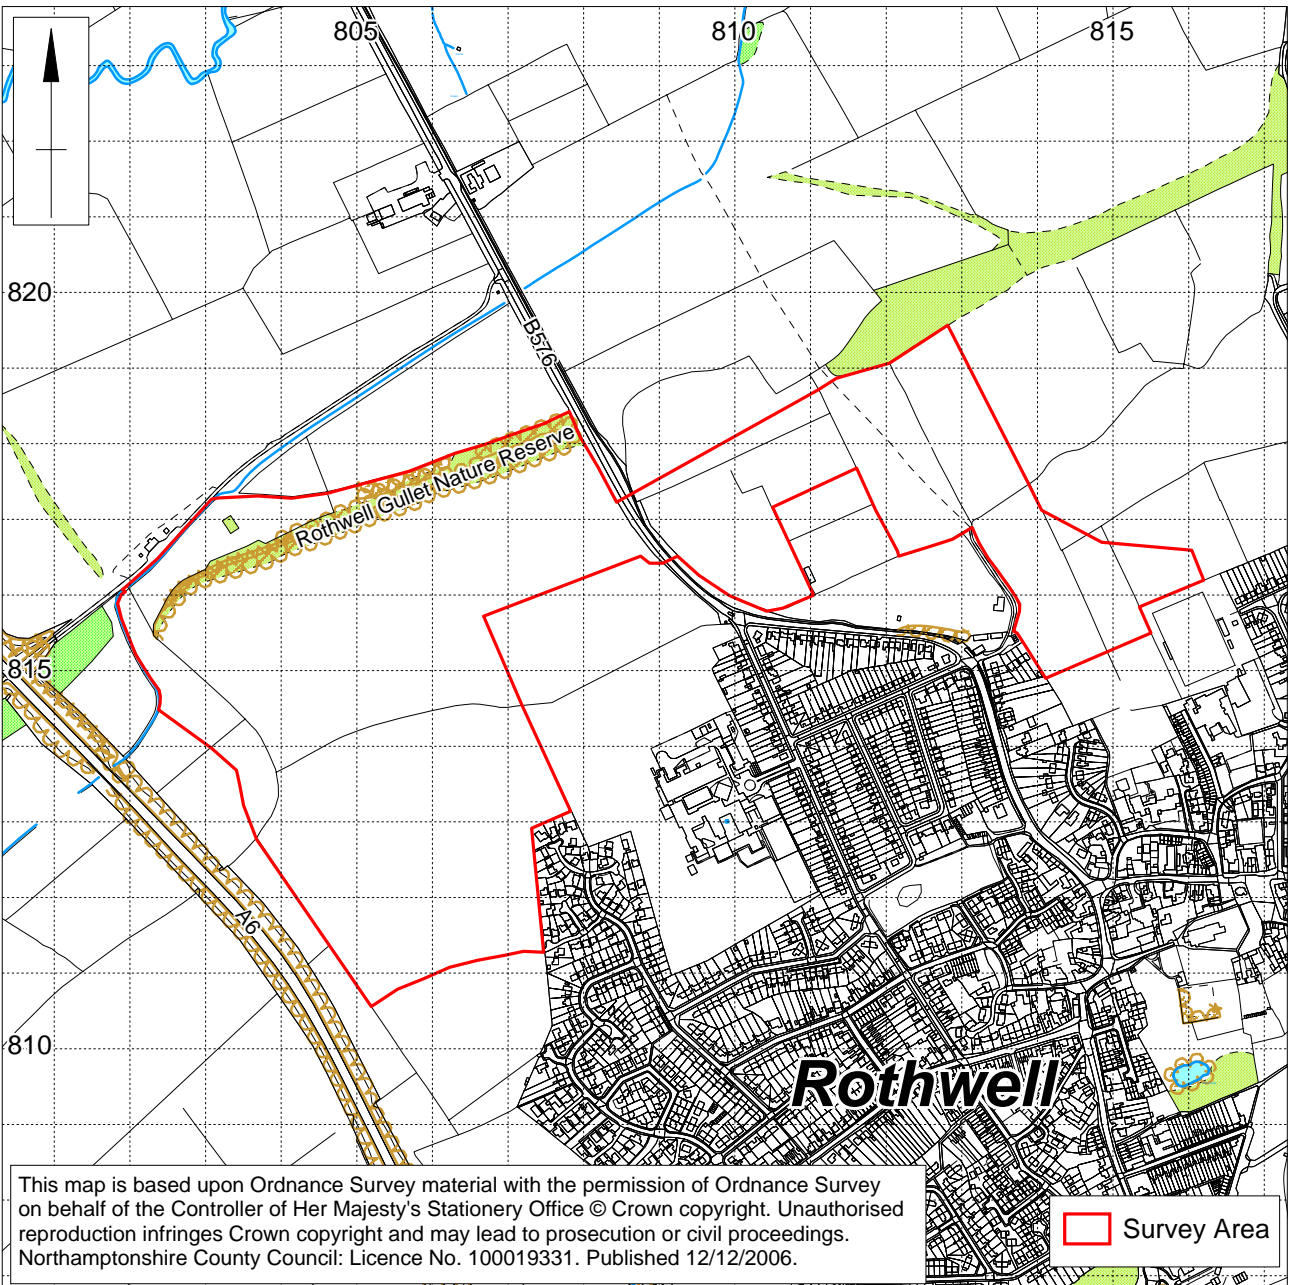 805
810
815
820
B576
Rothwell Gullet Nature Reserve
815
A6
810
Rothwell
This map is based upon Ordnance Survey material with the permission of Ordnance Survey
on behalf of the Controller of Her Majesty's Stationery Office © Crown copyright. Unauthorised
reproduction infringes Crown copyright and may lead to prosecution or civil proceedings.
Northamptonshire County Council: Licence No. 100019331. Published 12/12/2006.
Survey Area